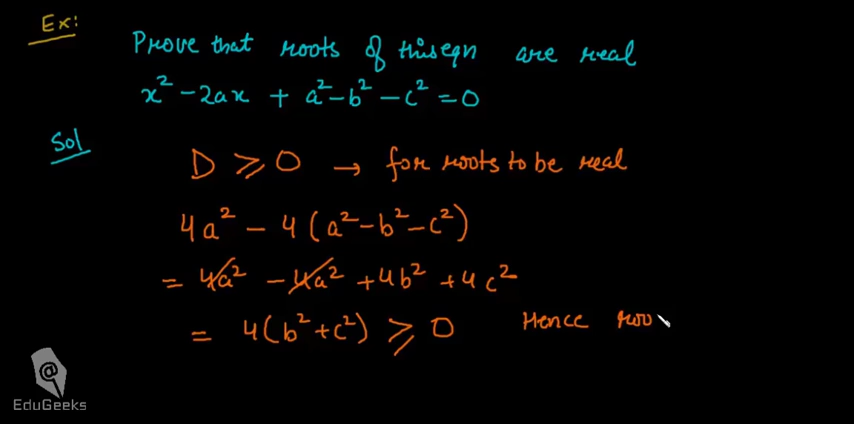 Ex:
Prove that roots of this eqn are real
x² - 2ax + a² - b² - c² = 0
Sol
D ≥ 0 → for roots to be real
4a² - 4(a² - b² - c²)
= 4a² - 4a² + 4b² + 4c²
= 4(b² + c²) ≥ 0 Hence roo
@
EduGeeks